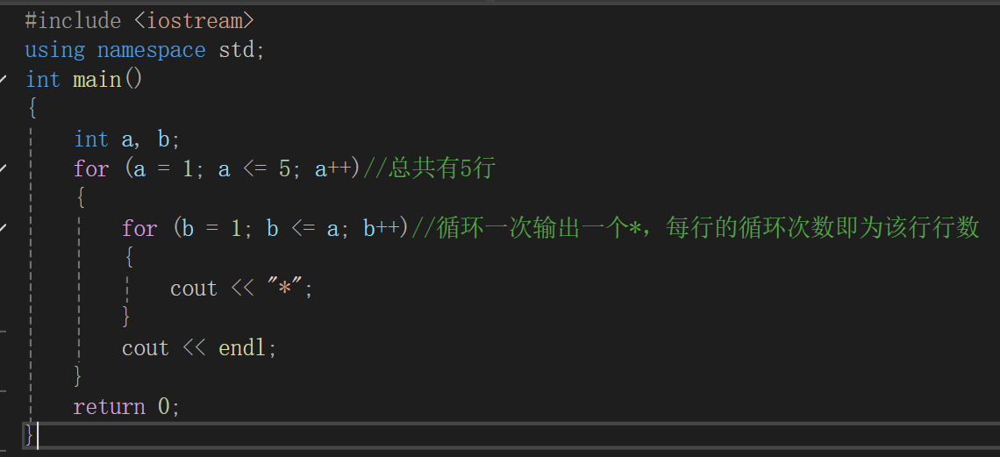 #include <iostream>
using namespace std;
int main()
{
int a, b;
for (a = 1; a <= 5; a++)//总共有5行
{
for (b = 1; b <= a; b++)//循环一次输出一个*，每行的循环次数即为该行行数
{
cout << "*";
}
cout << endl;
}
return 0;
}